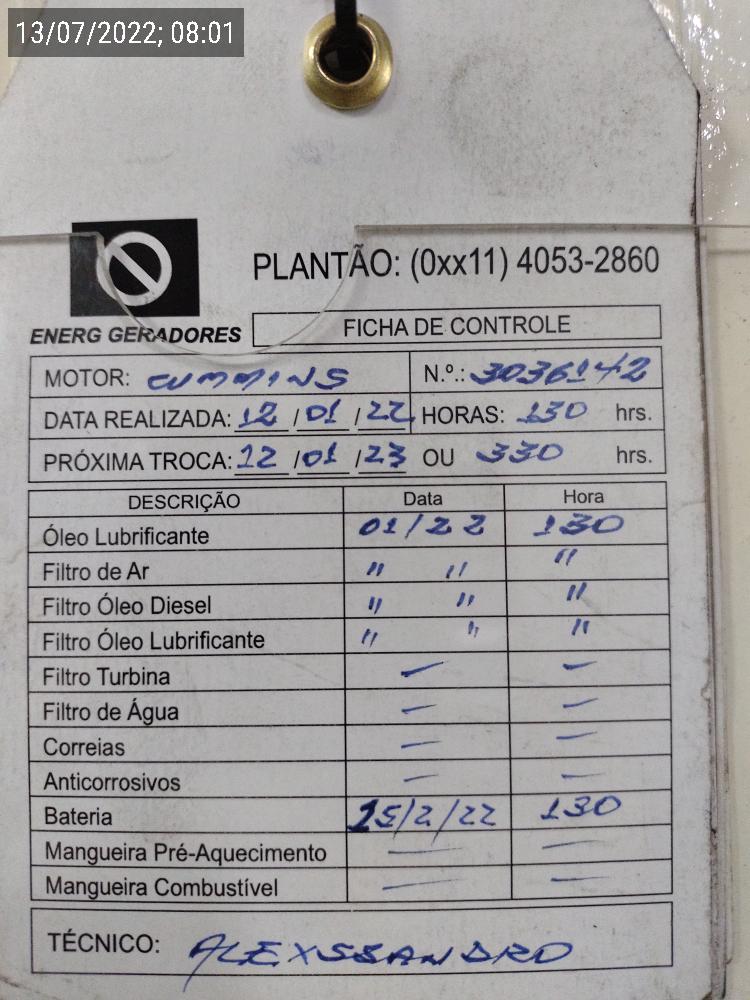 13/07/2022; 08:01
PLANTÃO: (0xx11) 4053-2860
ENERG GERADORES
FICHA DE CONTROLE
MOTOR: CUMMINS N.º.: 3036142
DATA REALIZADA: 12/01/22 HORAS: 130 hrs.
PRÓXIMA TROCA: 12/01/23 OU 330 hrs.
DESCRIÇÃO Data Hora
Óleo Lubrificante 01/22 130
Filtro de Ar " " "
Filtro Óleo Diesel " " "
Filtro Óleo Lubrificante " " "
Filtro Turbina — —
Filtro de Água — —
Correias — —
Anticorrosivos — —
Bateria 15/2/22 130
Mangueira Pré-Aquecimento — —
Mangueira Combustível — —
TÉCNICO: ALEXSSANDRO